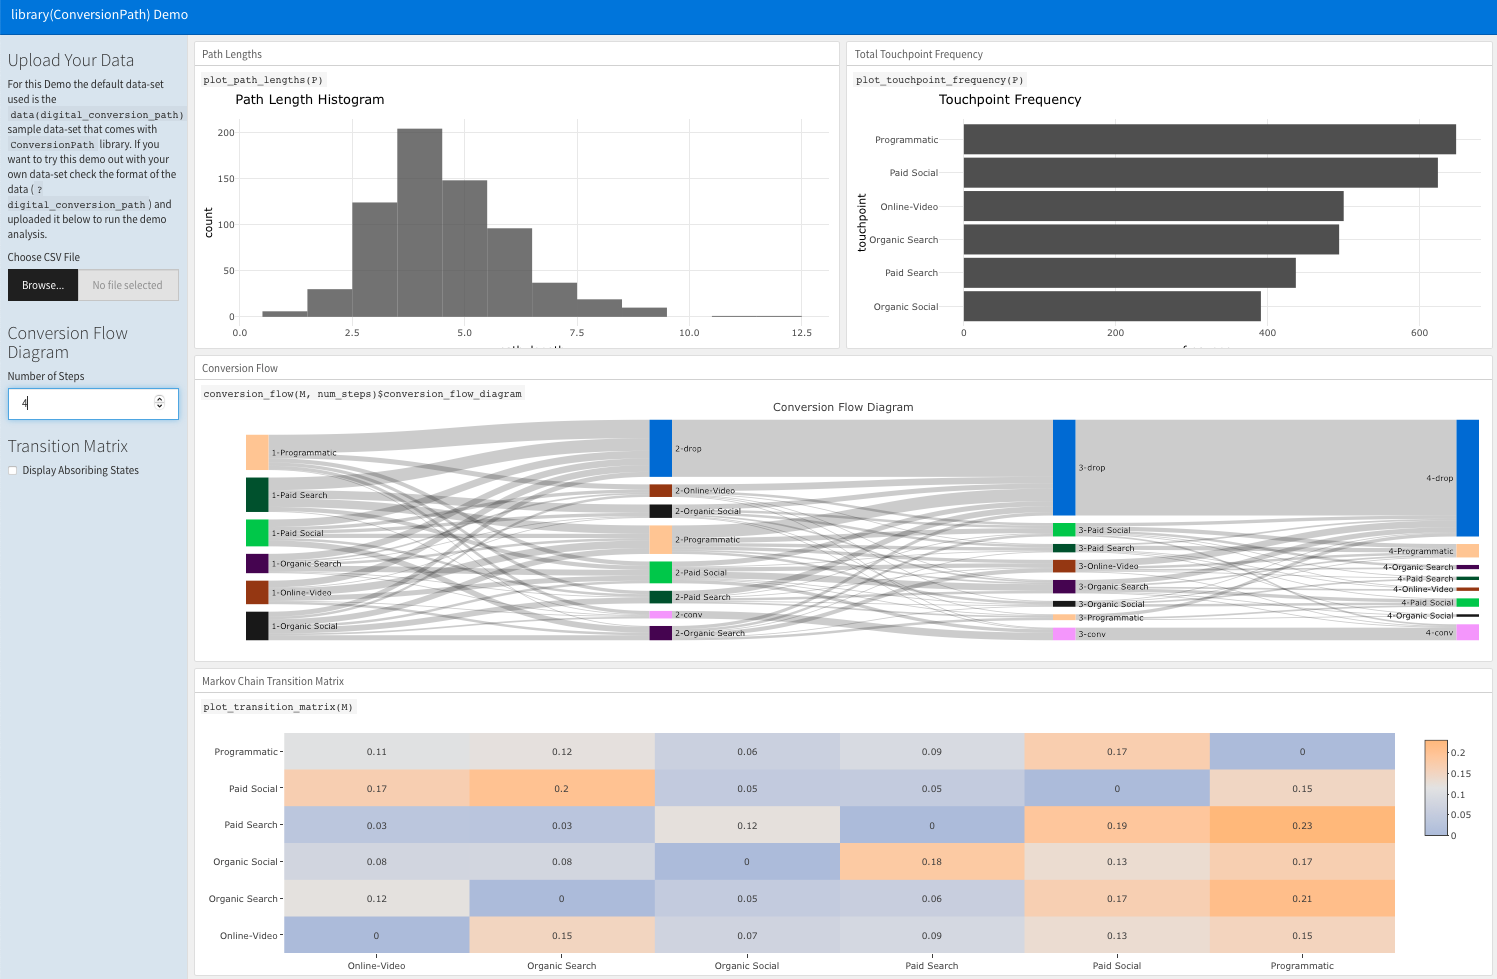 library(ConversionPath) Demo
Upload Your Data
For this Demo the default data-set
used is the
data(digital_conversion_path)
sample data-set that comes with
ConversionPath library. If you
want to try this demo out with your
own data-set check the format of the
data ( ?
digital_conversion_path ) and
uploaded it below to run the demo
analysis.
Choose CSV File
Browse... No file selected
Conversion Flow
Diagram
Number of Steps
4
Transition Matrix
Display Absoribing States
Path Lengths
plot_path_lengths(P)
Path Length Histogram
count
200
150
100
50
0
0.0 2.5 5.0 7.5 10.0 12.5
Total Touchpoint Frequency
plot_touchpoint_frequency(P)
Touchpoint Frequency
touchpoint
Programmatic
Paid Social
Online-Video
Organic Search
Paid Search
Organic Social
0 200 400 600
Conversion Flow
conversion_flow(M, num_steps)$conversion_flow_diagram
Conversion Flow Diagram
1-Programmatic
1-Paid Search
1-Paid Social
1-Organic Search
1-Online-Video
1-Organic Social
2-drop
2-Online-Video
2-Organic Social
2-Programmatic
2-Paid Social
2-Paid Search
2-conv
2-Organic Search
3-drop
3-Paid Social
3-Paid Search
3-Online-Video
3-Organic Search
3-Organic Social
3-Programmatic
3-conv
4-drop
4-Programmatic
4-Organic Search
4-Paid Search
4-Online-Video
4-Paid Social
4-Organic Social
4-conv
Markov Chain Transition Matrix
plot_transition_matrix(M)
Programmatic 0.11 0.12 0.06 0.09 0.17 0
Paid Social 0.17 0.2 0.05 0.05 0 0.15
Paid Search 0.03 0.03 0.12 0 0.19 0.23
Organic Social 0.08 0.08 0 0.18 0.13 0.17
Organic Search 0.12 0 0.05 0.06 0.17 0.21
Online-Video 0 0.15 0.07 0.09 0.13 0.15
Online-Video Organic Search Organic Social Paid Search Paid Social Programmatic
0.2
0.15
0.1
0.05
0